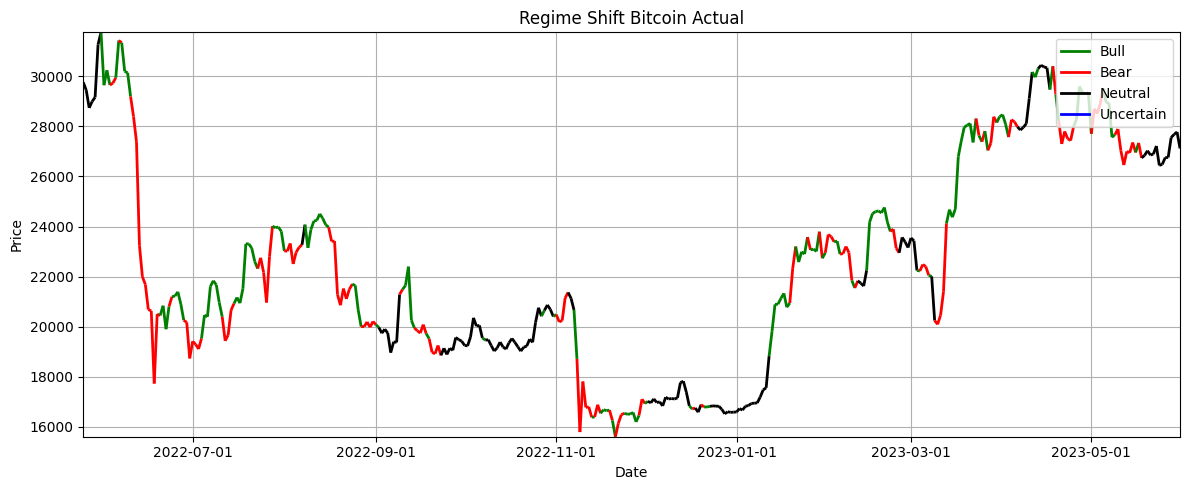 Regime Shift Bitcoin Actual
Bull
Bear
Neutral
Uncertain
Price
30000
28000
26000
24000
22000
20000
18000
16000
2022-07-01
2022-09-01
2022-11-01
2023-01-01
2023-03-01
2023-05-01
Date